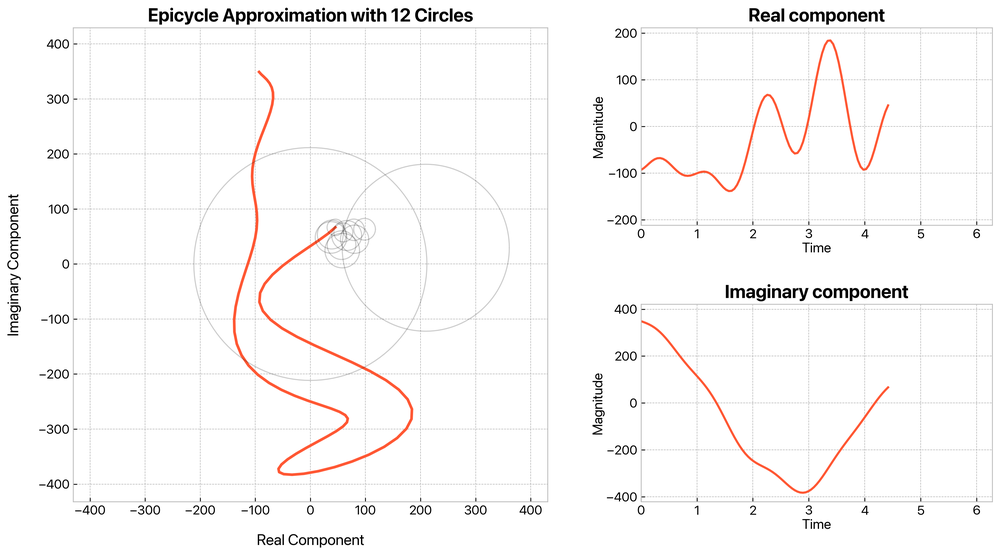 Epicycle Approximation with 12 Circles
400
300
200
100
0
−100
−200
−300
−400
−400 −300 −200 −100 0 100 200 300 400
Imaginary Component
Real Component
Real component
200
100
0
−100
−200
0 1 2 3 4 5 6
Magnitude
Time
Imaginary component
400
200
0
−200
−400
0 1 2 3 4 5 6
Magnitude
Time